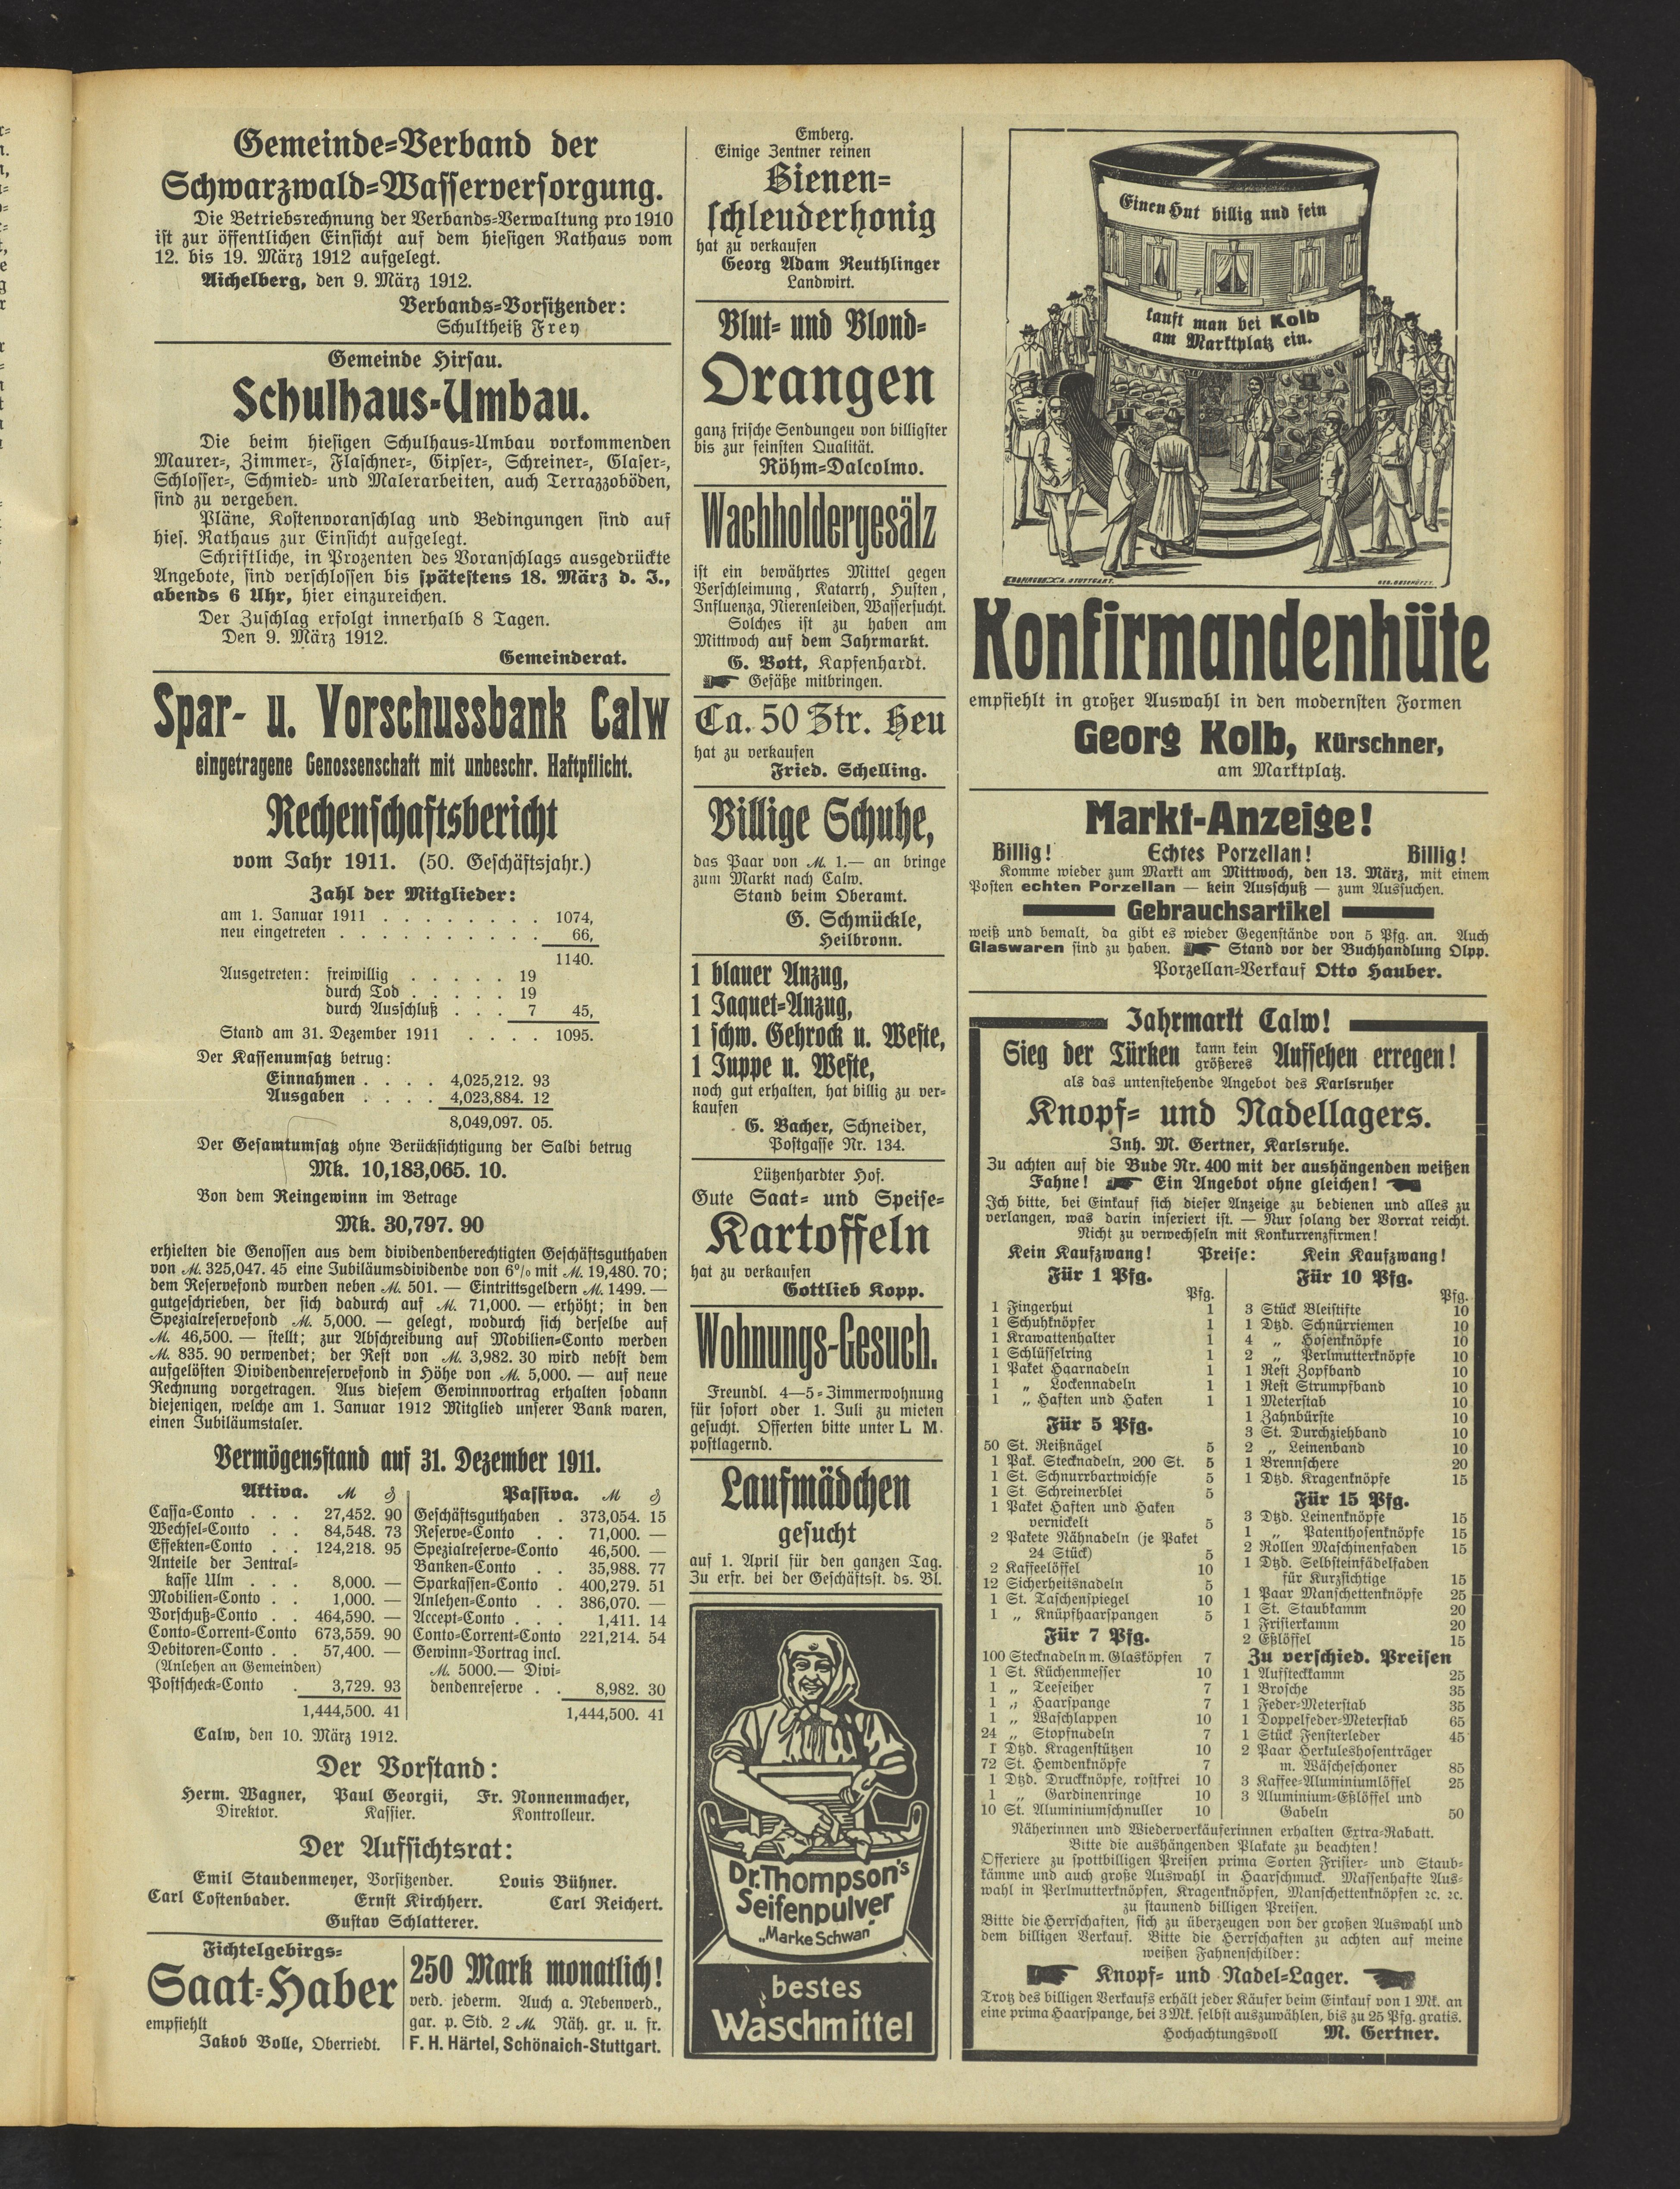 Gemeinde-Verband der
Schwarzwald-Wasserversorgung.
Die Betriebsrechnung der Verbands-Verwaltung pro 1910
ist zur öffentlichen Einsicht auf dem hiesigen Rathaus vom
12. bis 19. März 1912 aufgelegt.
Aichelberg, den 9. März 1912.
Verbands-Vorsitzender:
Schultheiß Frey
Gemeinde Hirsau.
Schulhaus-Umbau.
Die beim hiesigen Schulhaus-Umbau vorkommenden
Maurer-, Zimmer-, Flaschner-, Gipser-, Schreiner-, Glaser-,
Schlosser-, Schmied- und Malerarbeiten, auch Terrazzoböden,
sind zu vergeben.
Pläne, Kostenvoranschlag und Bedingungen sind auf
hies. Rathaus zur Einsicht aufgelegt.
Schriftliche, in Prozenten des Voranschlags ausgedrückte
Angebote, sind verschlossen bis spätestens 18. März d. J.,
abends 6 Uhr, hier einzureichen.
Der Zuschlag erfolgt innerhalb 8 Tagen.
Den 9. März 1912.
Gemeinderat.
Spar- u. Vorschussbank Calw
eingetragene Genossenschaft mit unbeschr. Haftpflicht.
Rechenschaftsbericht
vom Jahr 1911. (50. Geschäftsjahr.)
Zahl der Mitglieder:
am 1. Januar 1911 . . . . . . . . 1074,
neu eingetreten . . . . . . . . . . 66,
1140.
Ausgetreten: freiwillig . . . . . 19
durch Tod . . . . . 19
durch Ausschluß . . . 7 45,
Stand am 31. Dezember 1911 . . . . 1095.
Der Kassenumsatz betrug:
Einnahmen . . . . 4,025,212. 93
Ausgaben . . . . 4,023,884. 12
8,049,097. 05.
Der Gesamtumsatz ohne Berücksichtigung der Saldi betrug
Mk. 10,183,065. 10.
Von dem Reingewinn im Betrage
Mk. 30,797. 90
erhielten die Genossen aus dem dividendenberechtigten Geschäftsguthaben
von M. 325,047. 45 eine Jubiläumsdividende von 6% mit M. 19,480. 70;
dem Reservefond wurden neben M. 501. — Eintrittsgeldern M. 1499. —
gutgeschrieben, der sich dadurch auf M. 71,000. — erhöht; in den
Spezialreservefond M. 5,000. — gelegt, wodurch sich derselbe auf
M. 46,500. — stellt; zur Abschreibung auf Mobilien-Conto werden
M. 835. 90 verwendet; der Rest von M. 3,982. 30 wird nebst dem
aufgelösten Dividendenreservefond in Höhe von M. 5,000. — auf neue
Rechnung vorgetragen. Aus diesem Gewinnvortrag erhalten sodann
diejenigen, welche am 1. Januar 1912 Mitglied unserer Bank waren,
einen Jubiläumstaler.
Vermögensstand auf 31. Dezember 1911.
Aktiva. M ₰
Cassa-Conto . . . 27,452. 90
Wechsel-Conto . . 84,548. 73
Effekten-Conto . . 124,218. 95
Anteile der Zentral-
kasse Ulm . . . 8,000. —
Mobilien-Conto . . 1,000. —
Vorschuß-Conto . . 464,590. —
Conto-Corrent-Conto 673,559. 90
Debitoren-Conto . . 57,400. —
(Anlehen an Gemeinden)
Postscheck-Conto . 3,729. 93
1,444,500. 41
Passiva. M ₰
Geschäftsguthaben . 373,054. 15
Reserve-Conto . . 71,000. —
Spezialreserve-Conto 46,500. —
Banken-Conto . . 35,988. 77
Sparkassen-Conto . 400,279. 51
Anlehen-Conto . . 386,070. —
Accept-Conto . . . 1,411. 14
Conto-Corrent-Conto 221,214. 54
Gewinn-Vortrag incl.
M. 5000.— Divi-
dendenreserve . . 8,982. 30
1,444,500. 41
Calw, den 10. März 1912.
Der Vorstand:
Herm. Wagner, Paul Georgii, Fr. Nonnenmacher,
Direktor. Kassier. Kontrolleur.
Der Aufsichtsrat:
Emil Staudenmeyer, Vorsitzender. Louis Bühner.
Carl Costenbader. Ernst Kirchherr. Carl Reichert.
Gustav Schlatterer.
Fichtelgebirgs-
Saat-Haber
empfiehlt
Jakob Bolle, Oberriedt.
250 Mark monatlich!
verd. jederm. Auch a. Nebenverd.,
gar. p. Std. 2 M. Näh. gr. u. fr.
F. H. Härtel, Schönaich-Stuttgart.
Emberg.
Einige Zentner reinen
Bienen-
schleuderhonig
hat zu verkaufen
Georg Adam Reuthlinger
Landwirt.
Blut- und Blond-
Orangen
ganz frische Sendungen von billigster
bis zur feinsten Qualität.
Röhm-Dalcolmo.
Wachholdergesälz
ist ein bewährtes Mittel gegen
Verschleimung, Katarrh, Husten,
Influenza, Nierenleiden, Wassersucht.
Solches ist zu haben am
Mittwoch auf dem Jahrmarkt.
G. Bott, Kapfenhardt.
☛ Gefäße mitbringen.
Ca. 50 Ztr. Heu
hat zu verkaufen
Fried. Schelling.
Billige Schuhe,
das Paar von M. 1.— an bringe
zum Markt nach Calw.
Stand beim Oberamt.
G. Schmückle,
Heilbronn.
1 blauer Anzug,
1 Jaquet-Anzug,
1 schw. Gehrock u. Weste,
1 Juppe u. Weste,
noch gut erhalten, hat billig zu ver-
kaufen
G. Bacher, Schneider,
Postgasse Nr. 134.
Lützenhardter Hof.
Gute Saat- und Speise-
Kartoffeln
hat zu verkaufen
Gottlieb Kopp.
Wohnungs-Gesuch.
Freundl. 4—5-Zimmerwohnung
für sofort oder 1. Juli zu mieten
gesucht. Offerten bitte unter L M.
postlagernd.
Laufmädchen
gesucht
auf 1. April für den ganzen Tag.
Zu erfr. bei der Geschäftsst. ds. Bl.
Dr. Thompson's
Seifenpulver
„Marke Schwan"
bestes
Waschmittel
Einen Hut billig und fein
kauft man bei Kolb
am Marktplatz ein.
Konfirmandenhüte
empfiehlt in großer Auswahl in den modernsten Formen
Georg Kolb, Kürschner,
am Marktplatz.
Markt-Anzeige!
Billig! Echtes Porzellan! Billig!
Komme wieder zum Markt am Mittwoch, den 13. März, mit einem
Posten echten Porzellan — kein Ausschuß — zum Aussuchen.
Gebrauchsartikel
weiß und bemalt, da gibt es wieder Gegenstände von 5 Pfg. an. Auch
Glaswaren sind zu haben. ☛ Stand vor der Buchhandlung Olpp.
Porzellan-Verkauf Otto Hauber.
Jahrmarkt Calw!
Sieg der Türken kann kein größeres Aufsehen erregen!
als das untenstehende Angebot des Karlsruher
Knopf- und Nadellagers.
Inh. M. Gertner, Karlsruhe.
Zu achten auf die Bude Nr. 400 mit der aushängenden weißen
Fahne! ☛ Ein Angebot ohne gleichen! ☚
Ich bitte, bei Einkauf sich dieser Anzeige zu bedienen und alles zu
verlangen, was darin inseriert ist. — Nur solang der Vorrat reicht.
Nicht zu verwechseln mit Konkurrenzfirmen!
Kein Kaufzwang! Preise: Kein Kaufzwang!
Für 1 Pfg.
Pfg.
1 Fingerhut 1
1 Schuhknöpfer 1
1 Krawattenhalter 1
1 Schlüsselring 1
1 Paket Haarnadeln 1
1 „ Lockennadeln 1
1 „ Haften und Haken 1
Für 5 Pfg.
50 St. Reißnägel 5
1 Pak. Stecknadeln, 200 St. 5
1 St. Schnurrbartwichse 5
1 St. Schreinerblei 5
1 Paket Haften und Haken
vernickelt 5
2 Pakete Nähnadeln (je Paket
24 Stück) 5
2 Kaffeelöffel 10
12 Sicherheitsnadeln 5
1 St. Taschenspiegel 10
1 „ Knüpfhaarspangen 5
Für 7 Pfg.
100 Stecknadeln m. Glasköpfen 7
1 St. Küchenmesser 10
1 „ Teeseiher 7
1 „ Haarspange 7
1 „ Waschlappen 10
24 „ Stopfnadeln 7
1 Dtzd. Kragenstützen 10
72 St. Hemdenknöpfe 7
1 Dtzd. Druckknöpfe, rostfrei 10
1 „ Gardinenringe 10
10 St. Aluminiumschnuller 10
Für 10 Pfg.
Pfg.
3 Stück Bleistifte 10
1 Dtzd. Schnürriemen 10
4 „ Hosenknöpfe 10
2 „ Perlmutterknöpfe 10
1 Rest Zopfband 10
1 Rest Strumpfband 10
1 Meterstab 10
1 Zahnbürste 10
3 St. Durchziehband 10
2 „ Leinenband 10
1 Brennschere 20
1 Dtzd. Kragenknöpfe 15
Für 15 Pfg.
3 Dtzd. Leinenknöpfe 15
1 „ Patenthosenknöpfe 15
2 Rollen Maschinenfaden 15
1 Dtzd. Selbsteinfädelfaden
für Kurzsichtige 15
1 Paar Manschettenknöpfe 25
1 St. Staubkamm 20
1 Frisierkamm 20
2 Eßlöffel 15
Zu verschied. Preisen
1 Aufsteckkamm 25
1 Brosche 35
1 Feder-Meterstab 35
1 Doppelfeder-Meterstab 65
1 Stück Fensterleder 45
2 Paar Herkuleshosenträger
m. Wäscheschoner 85
3 Kaffee-Aluminiumlöffel 25
3 Aluminium-Eßlöffel und
Gabeln 50
Näherinnen und Wiederverkäuferinnen erhalten Extra-Rabatt.
Bitte die aushängenden Plakate zu beachten!
Offeriere zu spottbilligen Preisen prima Sorten Frisier- und Staub-
kämme und auch große Auswahl in Haarschmuck. Massenhafte Aus-
wahl in Perlmutterknöpfen, Kragenknöpfen, Manschettenknöpfen ꝛc. ꝛc.
zu staunend billigen Preisen.
Bitte die Herrschaften, sich zu überzeugen von der großen Auswahl und
dem billigen Verkauf. Bitte die Herrschaften zu achten auf meine
weißen Fahnenschilder:
☛ Knopf- und Nadel-Lager. ☚
Trotz des billigen Verkaufs erhält jeder Käufer beim Einkauf von 1 Mk. an
eine prima Haarspange, bei 3 Mk. selbst auszuwählen, bis zu 25 Pfg. gratis.
Hochachtungsvoll M. Gertner.